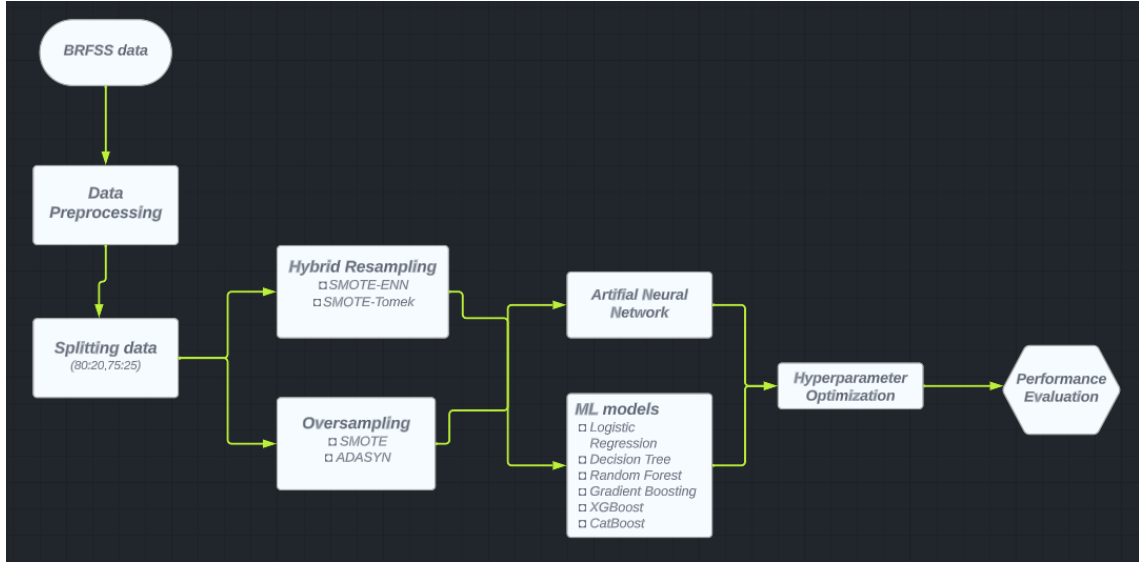 BRFSS data
Data
Preprocessing
Splitting data
(80:20,75:25)
Hybrid Resampling
SMOTE-ENN
SMOTE-Tomek
Oversampling
SMOTE
ADASYN
Artifial Neural
Network
ML models
Logistic
Regression
Decision Tree
Random Forest
Gradient Boosting
XGBoost
CatBoost
Hyperparameter
Optimization
Performance
Evaluation